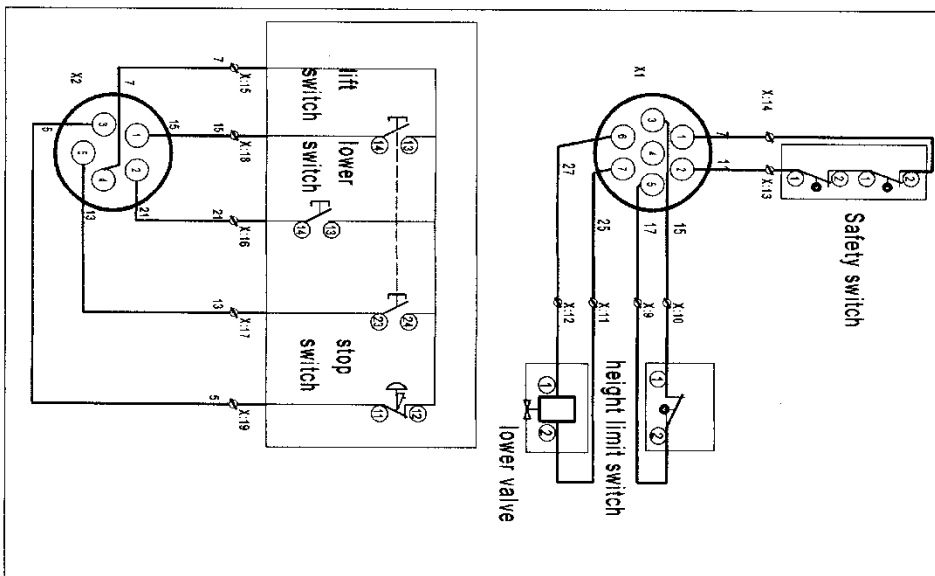 X2
7
7
X:15
lift switch
15
15
X:18
14
13
lower switch
21
21
X:16
14
13
13
13
X:17
23
24
stop switch
5
X:19
11
12
3
1
5
2
4
X1
3
1
6
4
2
7
5
7
X:14
11
X:13
1
2
1
2
Safety switch
27
25
17
15
X:12
X:11
X:9
X:10
1
2
lower valve
height limit switch
1
2